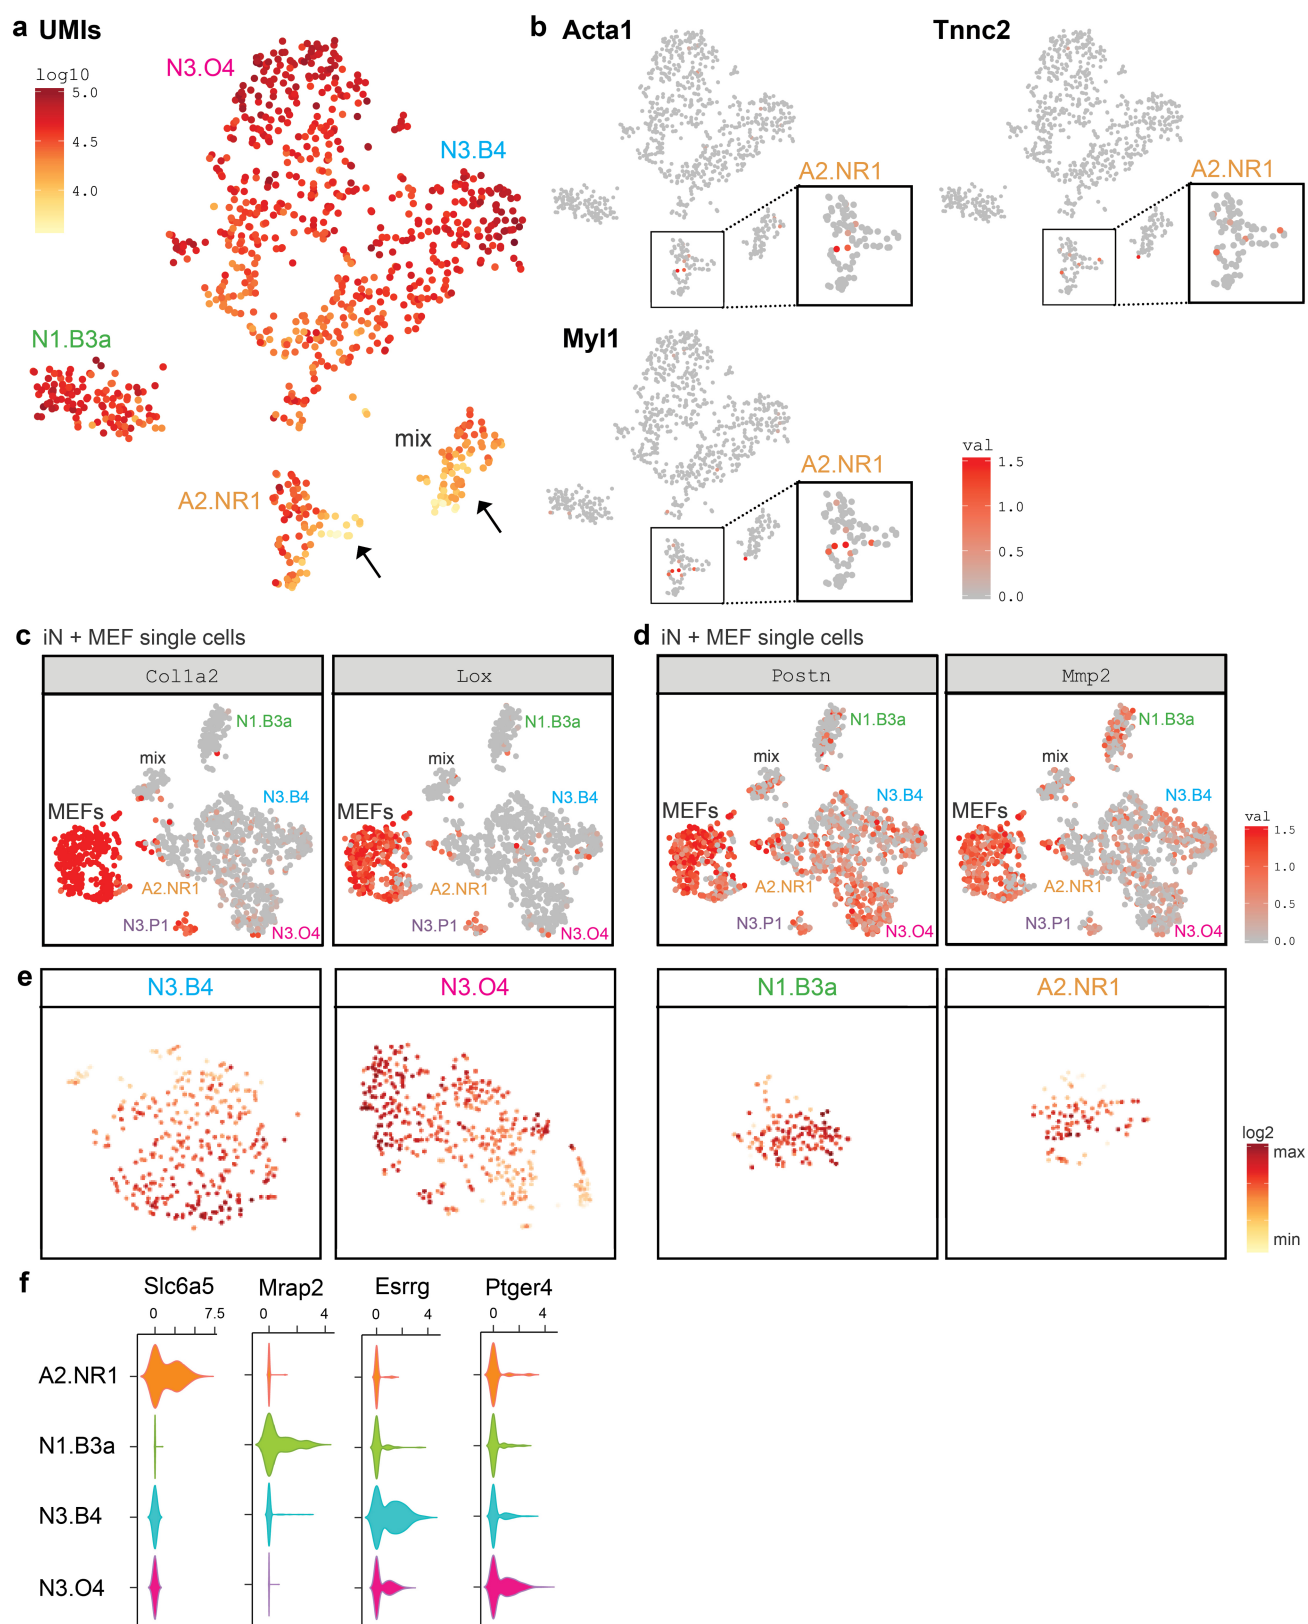 a UMIs
log10
5.0
4.5
4.0
N3.O4
N3.B4
N1.B3a
mix
A2.NR1
b Acta1
A2.NR1
Tnnc2
A2.NR1
Myl1
A2.NR1
val
1.5
1.0
0.5
0.0
c iN + MEF single cells
Col1a2
N1.B3a
mix
N3.B4
MEFs
A2.NR1
N3.P1
N3.O4
Lox
N1.B3a
mix
N3.B4
MEFs
A2.NR1
N3.P1
N3.O4
d iN + MEF single cells
Postn
N1.B3a
mix
N3.B4
MEFs
A2.NR1
N3.P1
N3.O4
Mmp2
N1.B3a
mix
N3.B4
MEFs
A2.NR1
N3.P1
N3.O4
val
1.5
1.0
0.5
0.0
e
N3.B4
N3.O4
N1.B3a
A2.NR1
log2
max
min
f
Slc6a5 Mrap2 Esrrg Ptger4
0 7.5 0 4 0 4 0 4
A2.NR1
N1.B3a
N3.B4
N3.O4